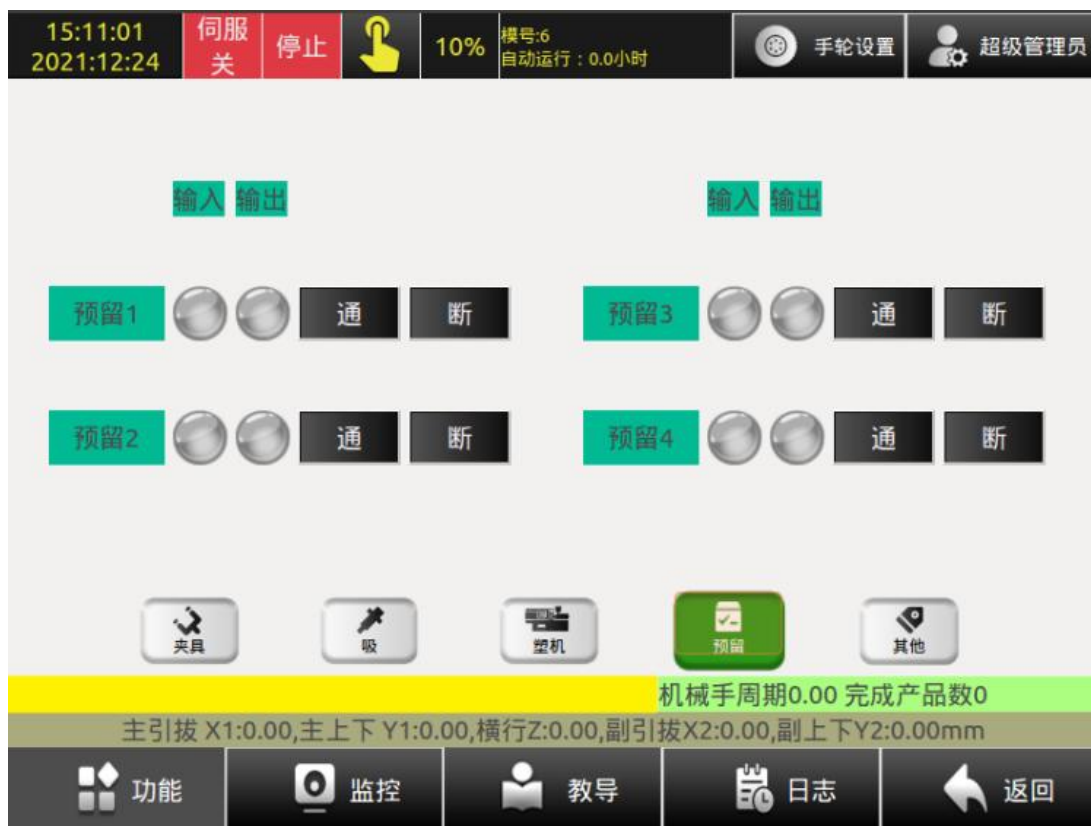 15:11:01
2021:12:24
伺服
关
停止
10%
模号:6
自动运行：0.0小时
手轮设置
超级管理员
输入 输出
输入 输出
预留1 通 断
预留3 通 断
预留2 通 断
预留4 通 断
夹具
吸
塑机
预留
其他
机械手周期0.00 完成产品数0
主引拔 X1:0.00,主上下 Y1:0.00,横行Z:0.00,副引拔X2:0.00,副上下Y2:0.00mm
功能
监控
教导
日志
返回